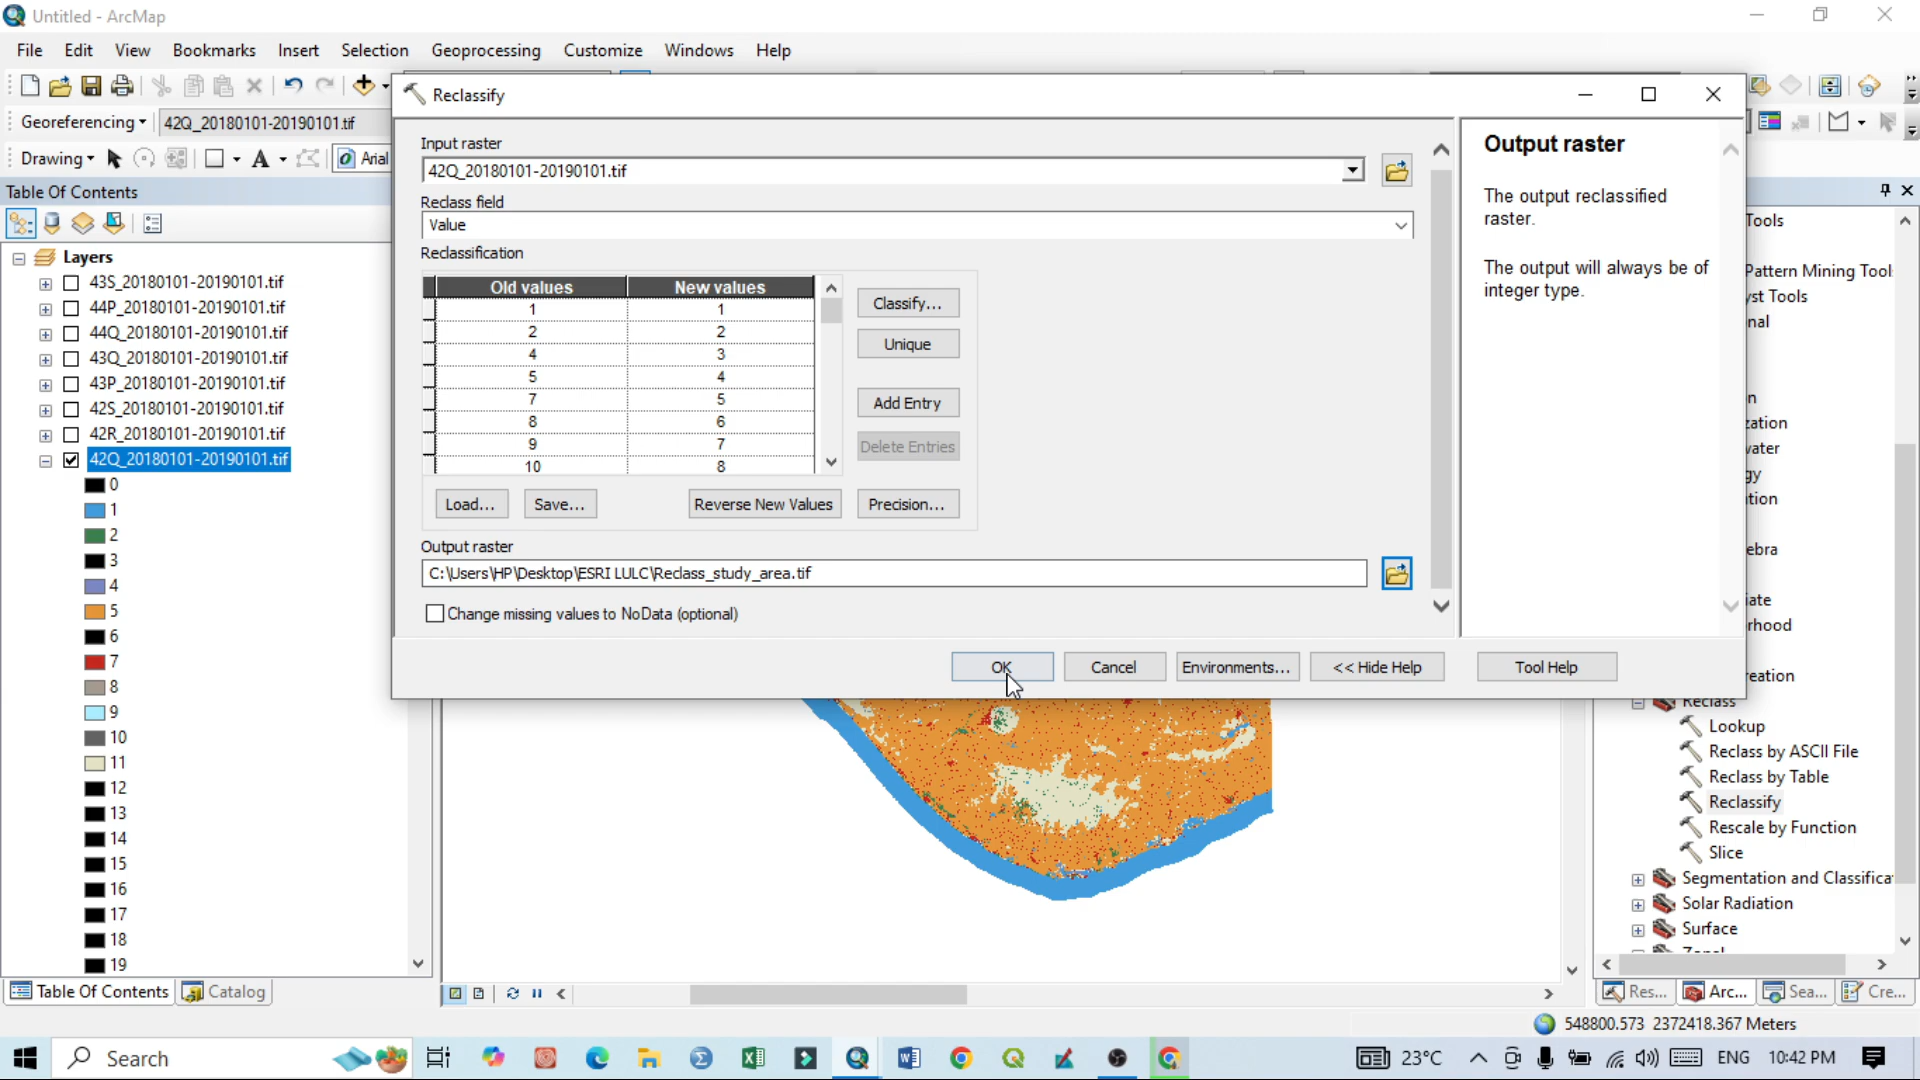 Untitled - ArcMap
File Edit View Bookmarks Insert Selection Geoprocessing Customize Windows Help
Georeferencing 42Q_20180101-20190101.tif
Drawing A Arial
Table Of Contents
Layers
43S_20180101-20190101.tif
44P_20180101-20190101.tif
44Q_20180101-20190101.tif
43Q_20180101-20190101.tif
43P_20180101-20190101.tif
42S_20180101-20190101.tif
42R_20180101-20190101.tif
42Q_20180101-20190101.tif
0
1
2
3
4
5
6
7
8
9
10
11
12
13
14
15
16
17
18
19
Table Of Contents Catalog
Reclassify
Input raster
42Q_20180101-20190101.tif
Reclass field
Value
Reclassification
Old values New values
1 1
2 2
4 3
5 4
7 5
8 6
9 7
10 8
Classify...
Unique
Add Entry
Delete Entries
Load... Save... Reverse New Values Precision...
Output raster
C:\Users\HP\Desktop\ESRI LULC\Reclass_study_area.tif
Change missing values to NoData (optional)
OK Cancel Environments... << Hide Help Tool Help
Output raster
The output reclassified
raster.
The output will always be of
integer type.
Tools
Pattern Mining Tool
yst Tools
nal
n
zation
water
gy
tion
ebra
iate
rhood
reation
Reclass
Lookup
Reclass by ASCII File
Reclass by Table
Reclassify
Rescale by Function
Slice
Segmentation and Classifica
Solar Radiation
Surface
Res... Arc... Sea... Cre...
548800.573 2372418.367 Meters
Search
23°C ENG 10:42 PM